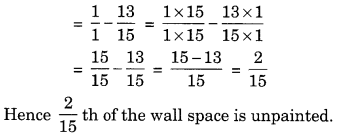 = 1/1 − 13/15 = 1×15/1×15 − 13×1/15×1
= 15/15 − 13/15 = 15−13/15 = 2/15
Hence 2/15 th of the wall space is unpainted.